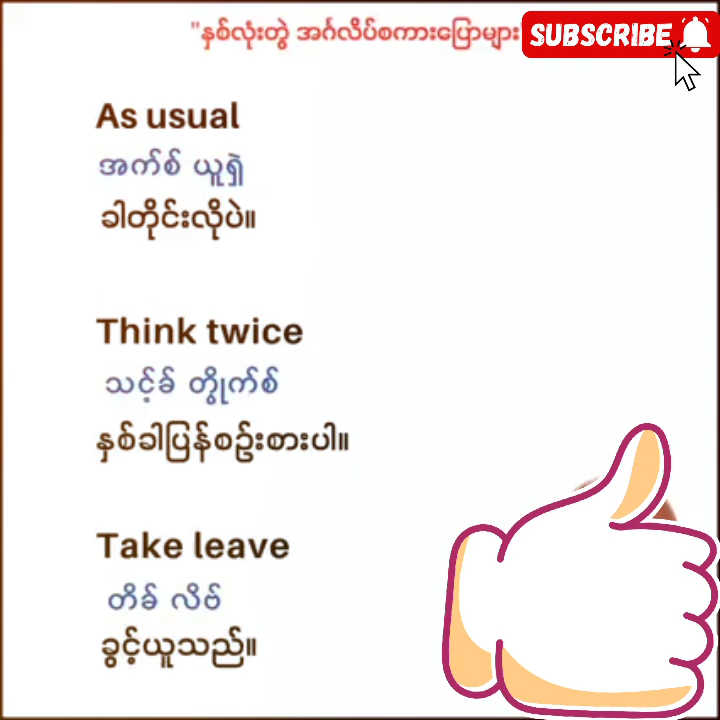 "နှစ်လုံးတွဲ အင်္ဂလိပ်စကားပြောများ
SUBSCRIBE
As usual
အက်စ် ယူရှဲ
ခါတိုင်းလိုပဲ။
Think twice
သင့်ခ် တွိုက်စ်
နှစ်ခါပြန်စဉ်းစားပါ။
Take leave
တိခ် လိဗ်
ခွင့်ယူသည်။